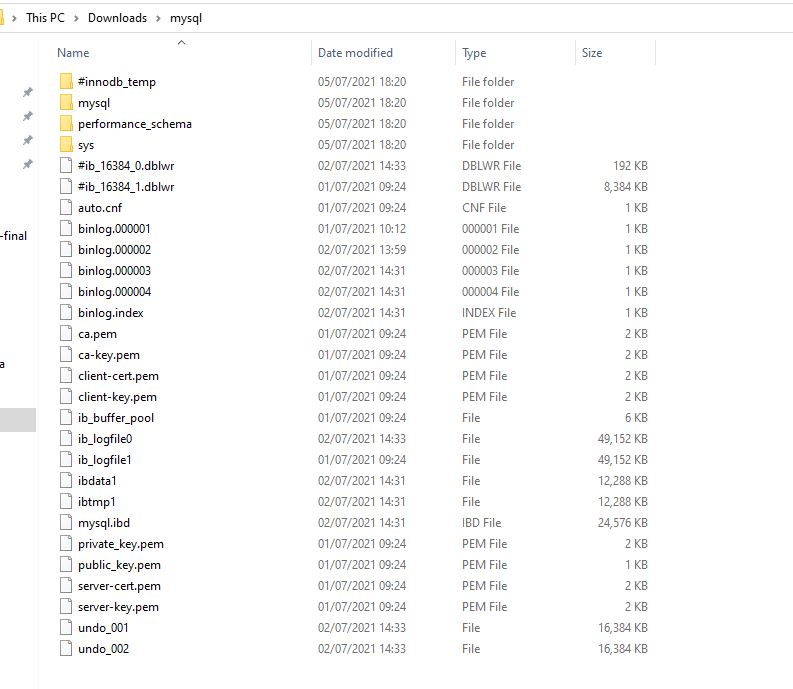 This PC > Downloads > mysql
Name Date modified Type Size
#innodb_temp 05/07/2021 18:20 File folder
mysql 05/07/2021 18:20 File folder
performance_schema 05/07/2021 18:20 File folder
sys 05/07/2021 18:20 File folder
#ib_16384_0.dblwr 02/07/2021 14:33 DBLWR File 192 KB
#ib_16384_1.dblwr 01/07/2021 09:24 DBLWR File 8,384 KB
auto.cnf 01/07/2021 09:24 CNF File 1 KB
binlog.000001 01/07/2021 10:12 000001 File 1 KB
-final
binlog.000002 02/07/2021 13:59 000002 File 1 KB
binlog.000003 02/07/2021 14:31 000003 File 1 KB
binlog.000004 02/07/2021 14:31 000004 File 1 KB
binlog.index 02/07/2021 14:31 INDEX File 1 KB
ca.pem 01/07/2021 09:24 PEM File 2 KB
ca-key.pem 01/07/2021 09:24 PEM File 2 KB
a
client-cert.pem 01/07/2021 09:24 PEM File 2 KB
client-key.pem 01/07/2021 09:24 PEM File 2 KB
ib_buffer_pool 01/07/2021 09:24 File 6 KB
ib_logfile0 02/07/2021 14:33 File 49,152 KB
ib_logfile1 01/07/2021 09:24 File 49,152 KB
ibdata1 02/07/2021 14:31 File 12,288 KB
ibtmp1 02/07/2021 14:31 File 12,288 KB
mysql.ibd 02/07/2021 14:31 IBD File 24,576 KB
private_key.pem 01/07/2021 09:24 PEM File 2 KB
public_key.pem 01/07/2021 09:24 PEM File 1 KB
server-cert.pem 01/07/2021 09:24 PEM File 2 KB
server-key.pem 01/07/2021 09:24 PEM File 2 KB
undo_001 02/07/2021 14:33 File 16,384 KB
undo_002 02/07/2021 14:33 File 16,384 KB